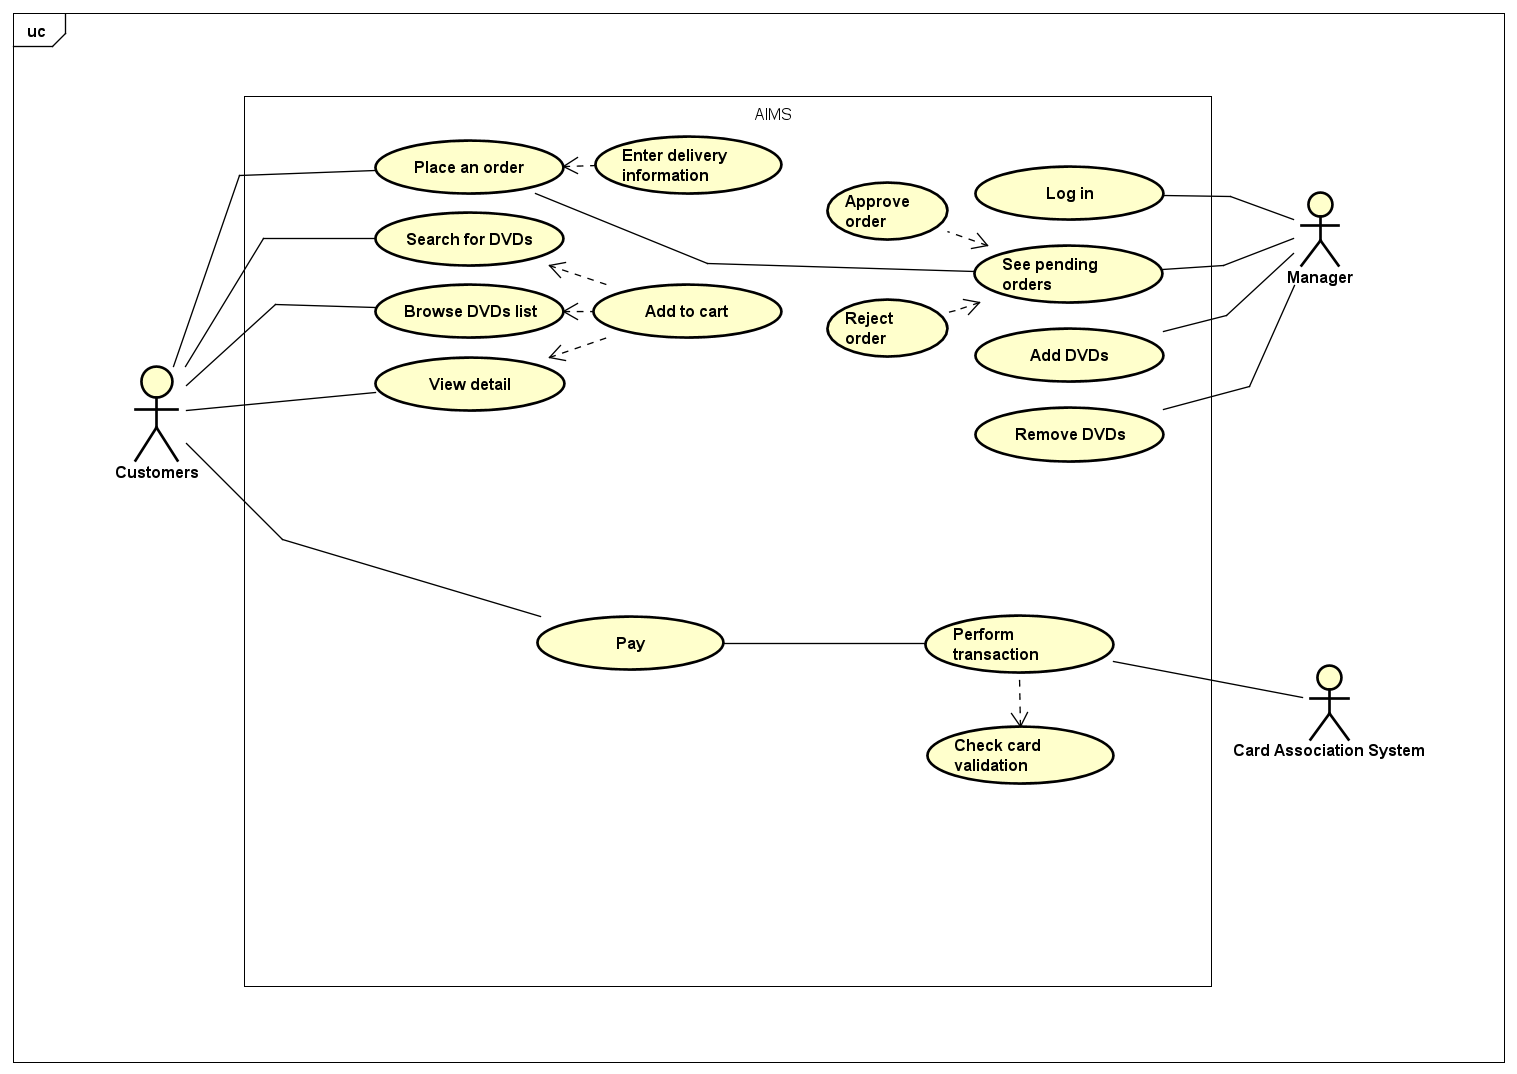 uc
AIMS
Place an order
Enter delivery
information
Search for DVDs
Browse DVDs list
Add to cart
View detail
Approve
order
Log in
See pending
orders
Reject
order
Add DVDs
Remove DVDs
Manager
Customers
Pay
Perform
transaction
Check card
validation
Card Association System